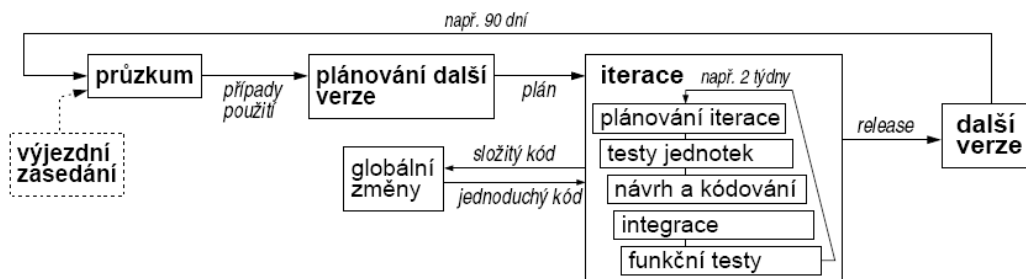 např. 90 dní
průzkum
případy
použití
plánování další
verze
plán
iterace
např. 2 týdny
plánování iterace
testy jednotek
návrh a kódování
integrace
funkční testy
release
další
verze
výjezdní
zasedání
globální
změny
složitý kód
jednoduchý kód